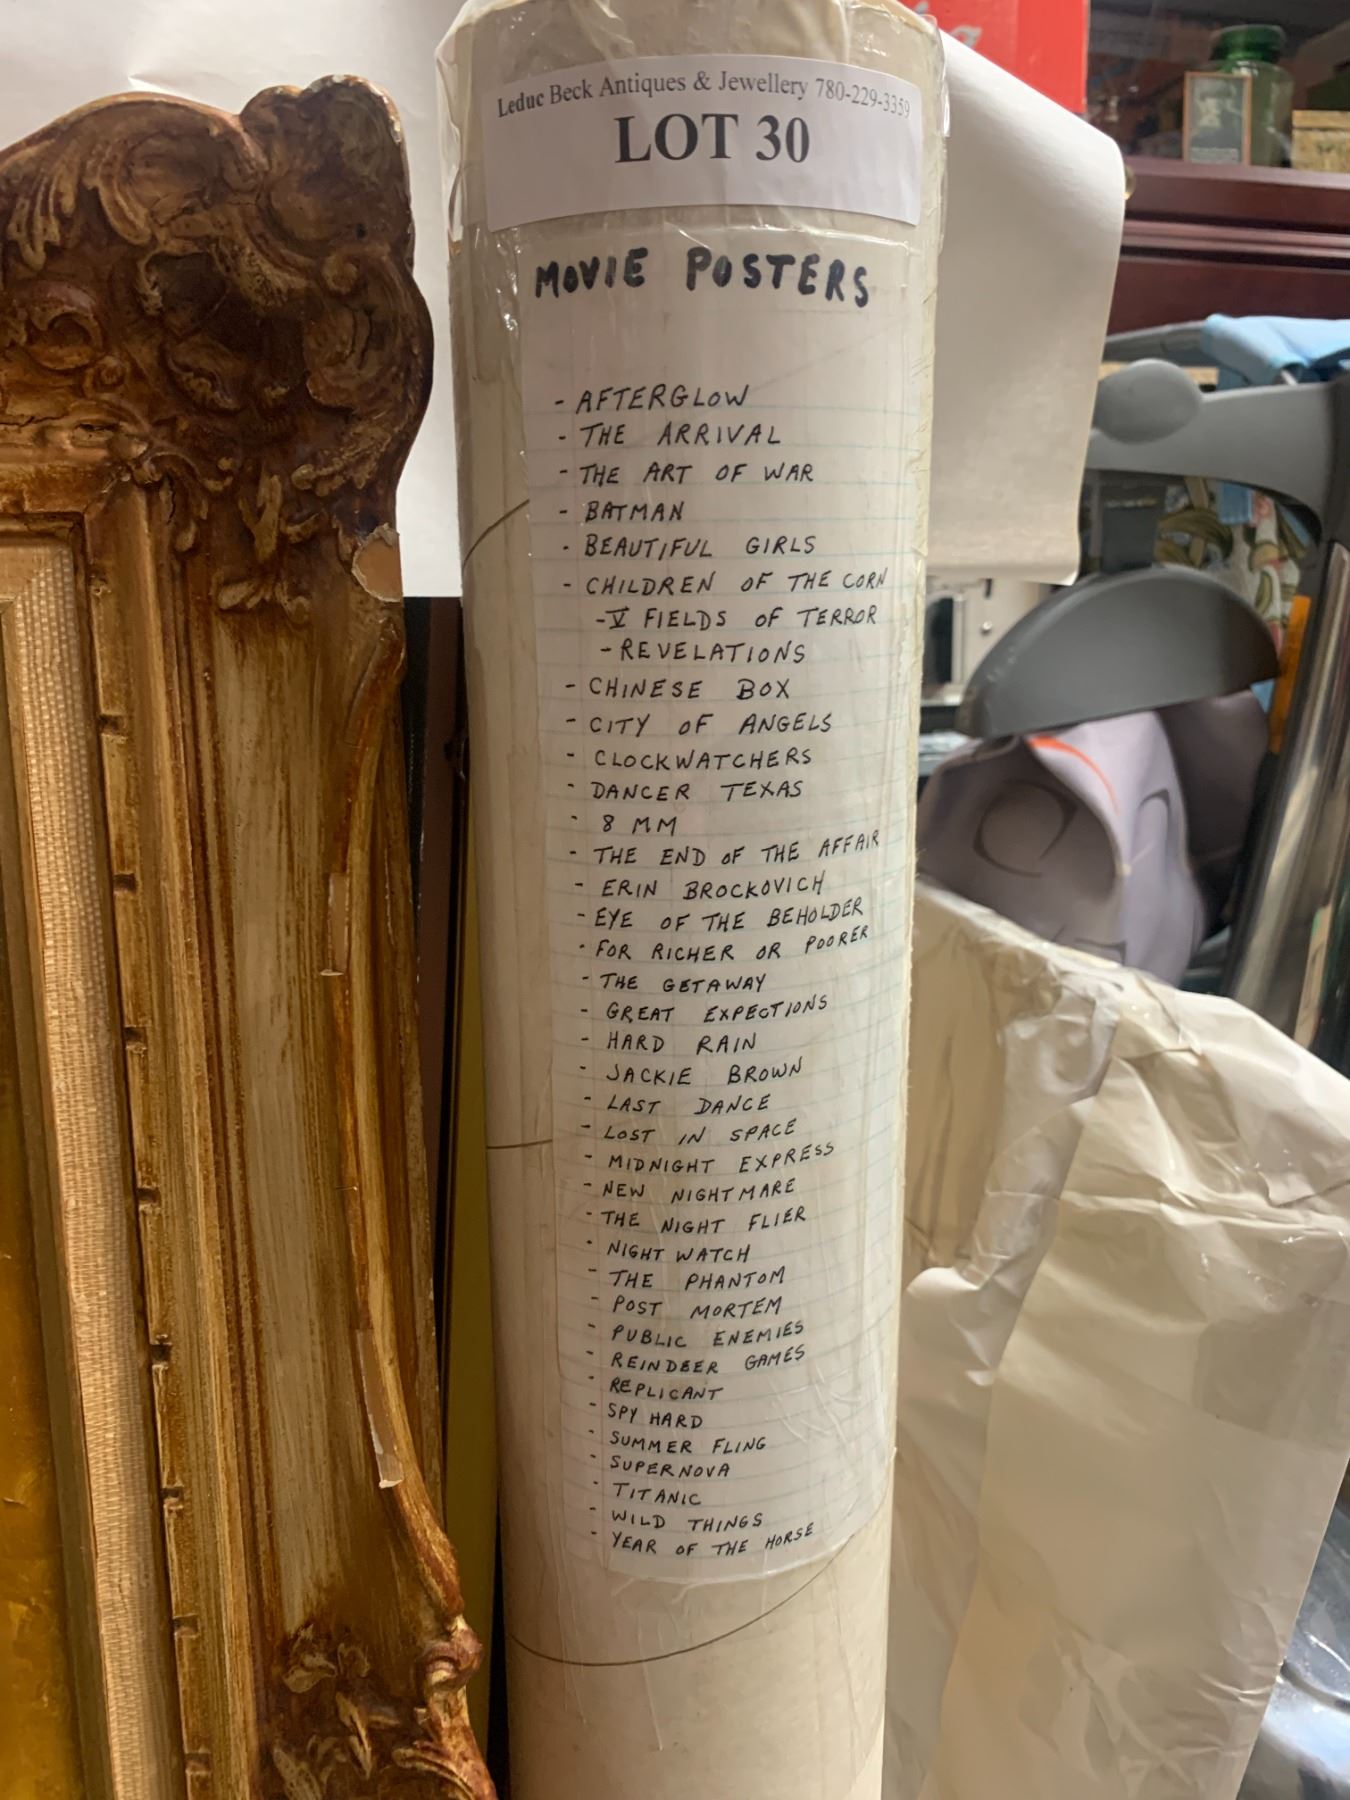 Leduc Beck Antiques & Jewellery 780-229-3359
LOT 30
MOVIE POSTERS
- AFTERGLOW
- THE ARRIVAL
- THE ART OF WAR
- BATMAN
- BEAUTIFUL GIRLS
- CHILDREN OF THE CORN
- V FIELDS OF TERROR
- REVELATIONS
- CHINESE BOX
- CITY OF ANGELS
- CLOCKWATCHERS
- DANCER TEXAS
- 8 MM
- THE END OF THE AFFAIR
- ERIN BROCKOVICH
- EYE OF THE BEHOLDER
- FOR RICHER OR POORER
- THE GETAWAY
- GREAT EXPECTIONS
- HARD RAIN
- JACKIE BROWN
- LAST DANCE
- LOST IN SPACE
- MIDNIGHT EXPRESS
- NEW NIGHTMARE
- THE NIGHT FLIER
- NIGHT WATCH
- THE PHANTOM
- POST MORTEM
- PUBLIC ENEMIES
- REINDEER GAMES
- REPLICANT
- SPY HARD
- SUMMER FLING
- SUPERNOVA
- TITANIC
- WILD THINGS
- YEAR OF THE HORSE